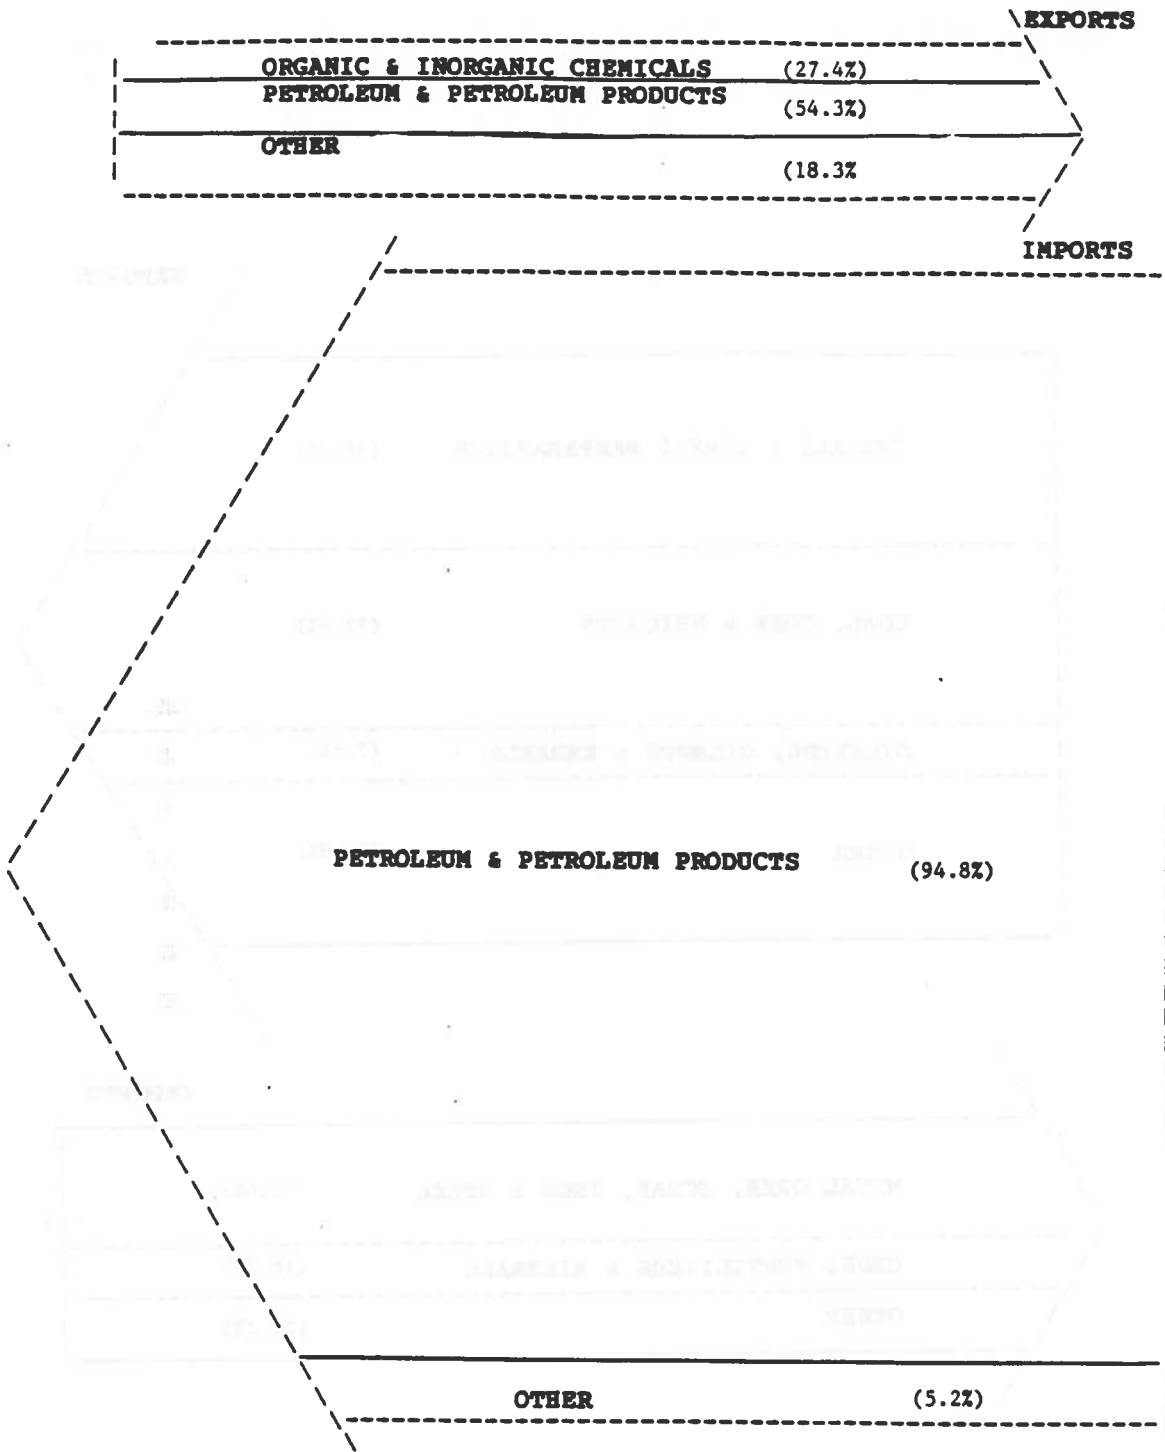 EXPORTS
ORGANIC & INORGANIC CHEMICALS (27.4%)
PETROLEUM & PETROLEUM PRODUCTS (54.3%)
OTHER (18.3%
IMPORTS
PETROLEUM & PETROLEUM PRODUCTS (94.8%)
OTHER (5.2%)